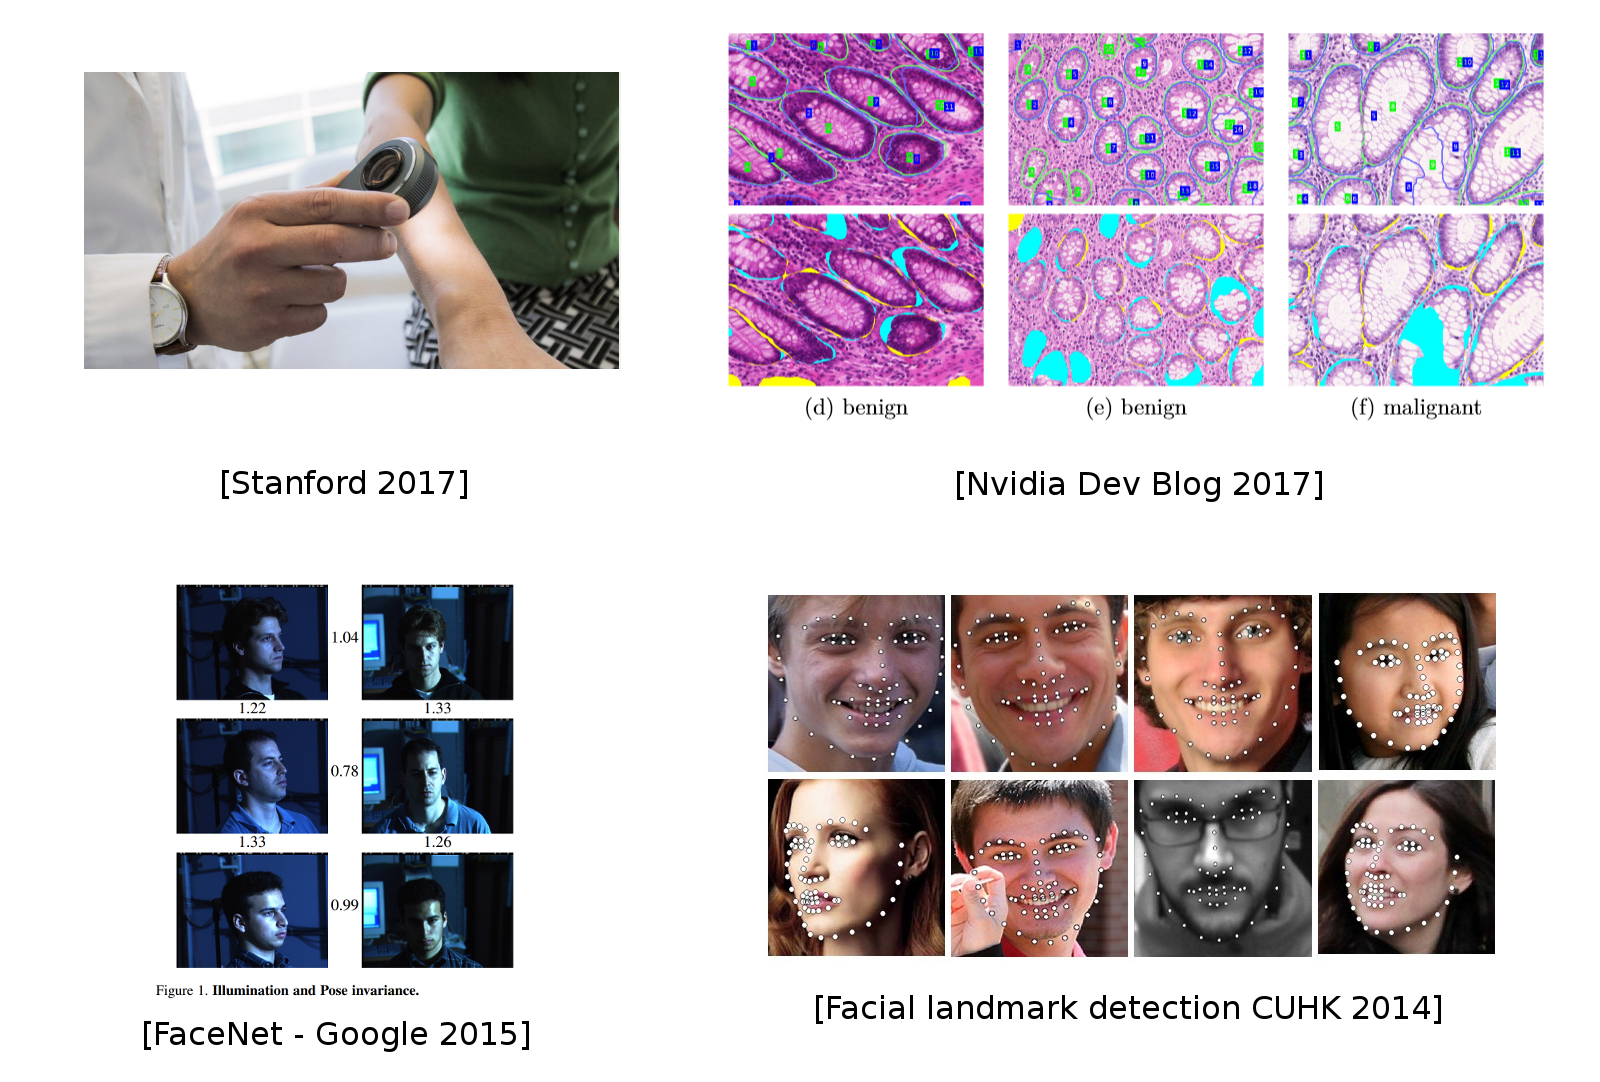 (d) benign
(e) benign
(f) malignant
[Stanford 2017]
[Nvidia Dev Blog 2017]
1.04
1.22
1.33
0.78
1.33
1.26
0.99
Figure 1. Illumination and Pose invariance.
[FaceNet - Google 2015]
[Facial landmark detection CUHK 2014]